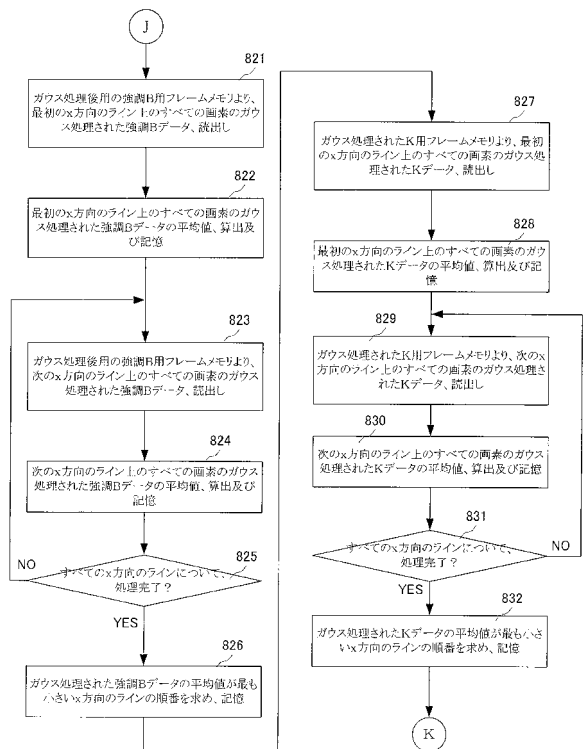 J
821
ガウス処理後用の強調B用フレームメモリより、
最初のx方向のライン上のすべての画素のガ
ウス処理された強調Bデータ、読出し
822
最初のx方向のライン上のすべての画素のガウ
ス処理された強調Bデータの平均値、算出及
び記憶
823
ガウス処理後用の強調B用フレームメモリより、
次のx方向のライン上のすべての画素のガウス
処理された強調Bデータ、読出し
824
次のx方向のライン上のすべての画素のガウス
処理された強調Bデータの平均値、算出及び
記憶
825
すべてのx方向のラインについて、
処理完了?
NO
YES
826
ガウス処理された強調Bデータの平均値が最も
小さいx方向のラインの順番を求め、記憶
827
ガウス処理されたK用フレームメモリより、最初
のx方向のライン上のすべての画素のガウス処
理されたKデータ、読出し
828
最初のx方向のライン上のすべての画素のガウ
ス処理されたKデータの平均値、算出及び記
憶
829
ガウス処理されたK用フレームメモリより、次のx
方向のライン上のすべての画素のガウス処理さ
れたKデータ、読出し
830
次のx方向のライン上のすべての画素のガウス
処理されたKデータの平均値、算出及び記憶
831
すべてのx方向のラインについて、
処理完了?
NO
YES
832
ガウス処理されたKデータの平均値が最も小さ
いx方向のラインの順番を求め、記憶
K